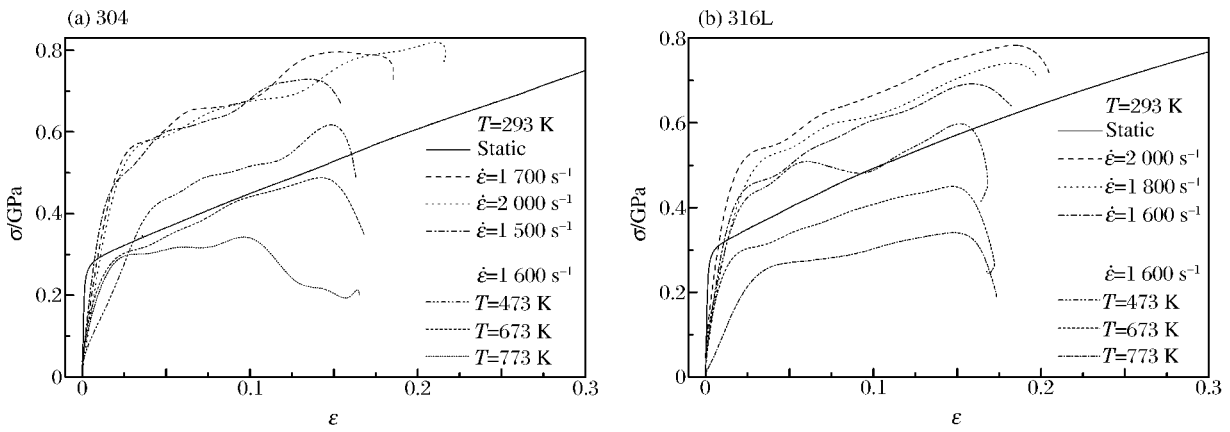 (a) 304
0.8
0.6
0.4
0.2
0
σ/GPa
0
0.1
0.2
0.3
ε
T=293 K
Static
ε̇=1 700 s⁻¹
ε̇=2 000 s⁻¹
ε̇=1 500 s⁻¹
ε̇=1 600 s⁻¹
T=473 K
T=673 K
T=773 K
(b) 316L
0.8
0.6
0.4
0.2
0
σ/GPa
0
0.1
0.2
0.3
ε
T=293 K
Static
ε̇=2 000 s⁻¹
ε̇=1 800 s⁻¹
ε̇=1 600 s⁻¹
ε̇=1 600 s⁻¹
T=473 K
T=673 K
T=773 K